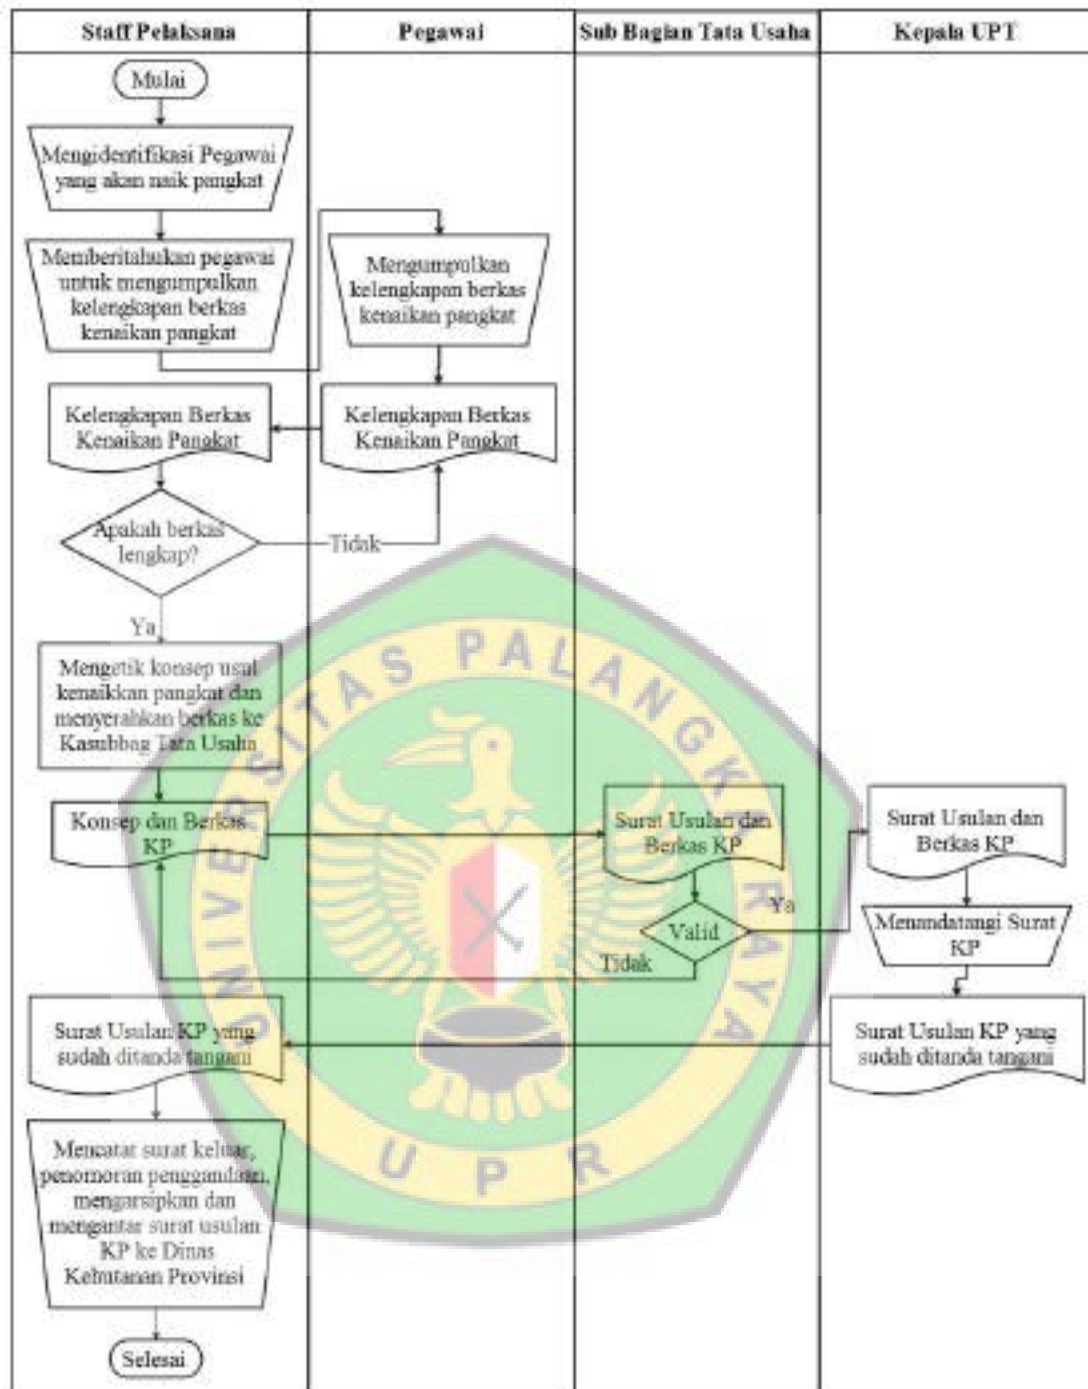 Staff Pelaksana
Pegawai
Sub Bagian Tata Usaha
Kepala UPT
Mulai
Mengidentifikasi Pegawai
yang akan naik pangkat
Memberitahukan pegawai
untuk mengumpulkan
kelengkapan berkas
kenaikan pangkat
Mengumpulkan
kelengkapan berkas
kenaikan pangkat
Kelengkapan Berkas
Kenaikan Pangkat
Kelengkapan Berkas
Kenaikan Pangkat
Apakah berkas
lengkap?
Tidak
Ya
Mengetik konsep usul
kenaikkan pangkat dan
menyerahkan berkas ke
Kasubbag Tata Usaha
Konsep dan Berkas
KP
Surat Usulan dan
Berkas KP
Surat Usulan dan
Berkas KP
Ya
Valid
Tidak
Menandatangi Surat
KP
Surat Usulan KP yang
sudah ditanda tangani
Surat Usulan KP yang
sudah ditanda tangani
Mencatat surat keluar,
penomoran penggandaan,
mengarsipkan dan
mengantar surat usulan
KP ke Dinas
Kehutanan Provinsi
Selesai
UNIVERSITAS PALANGKA RAYA
UPR